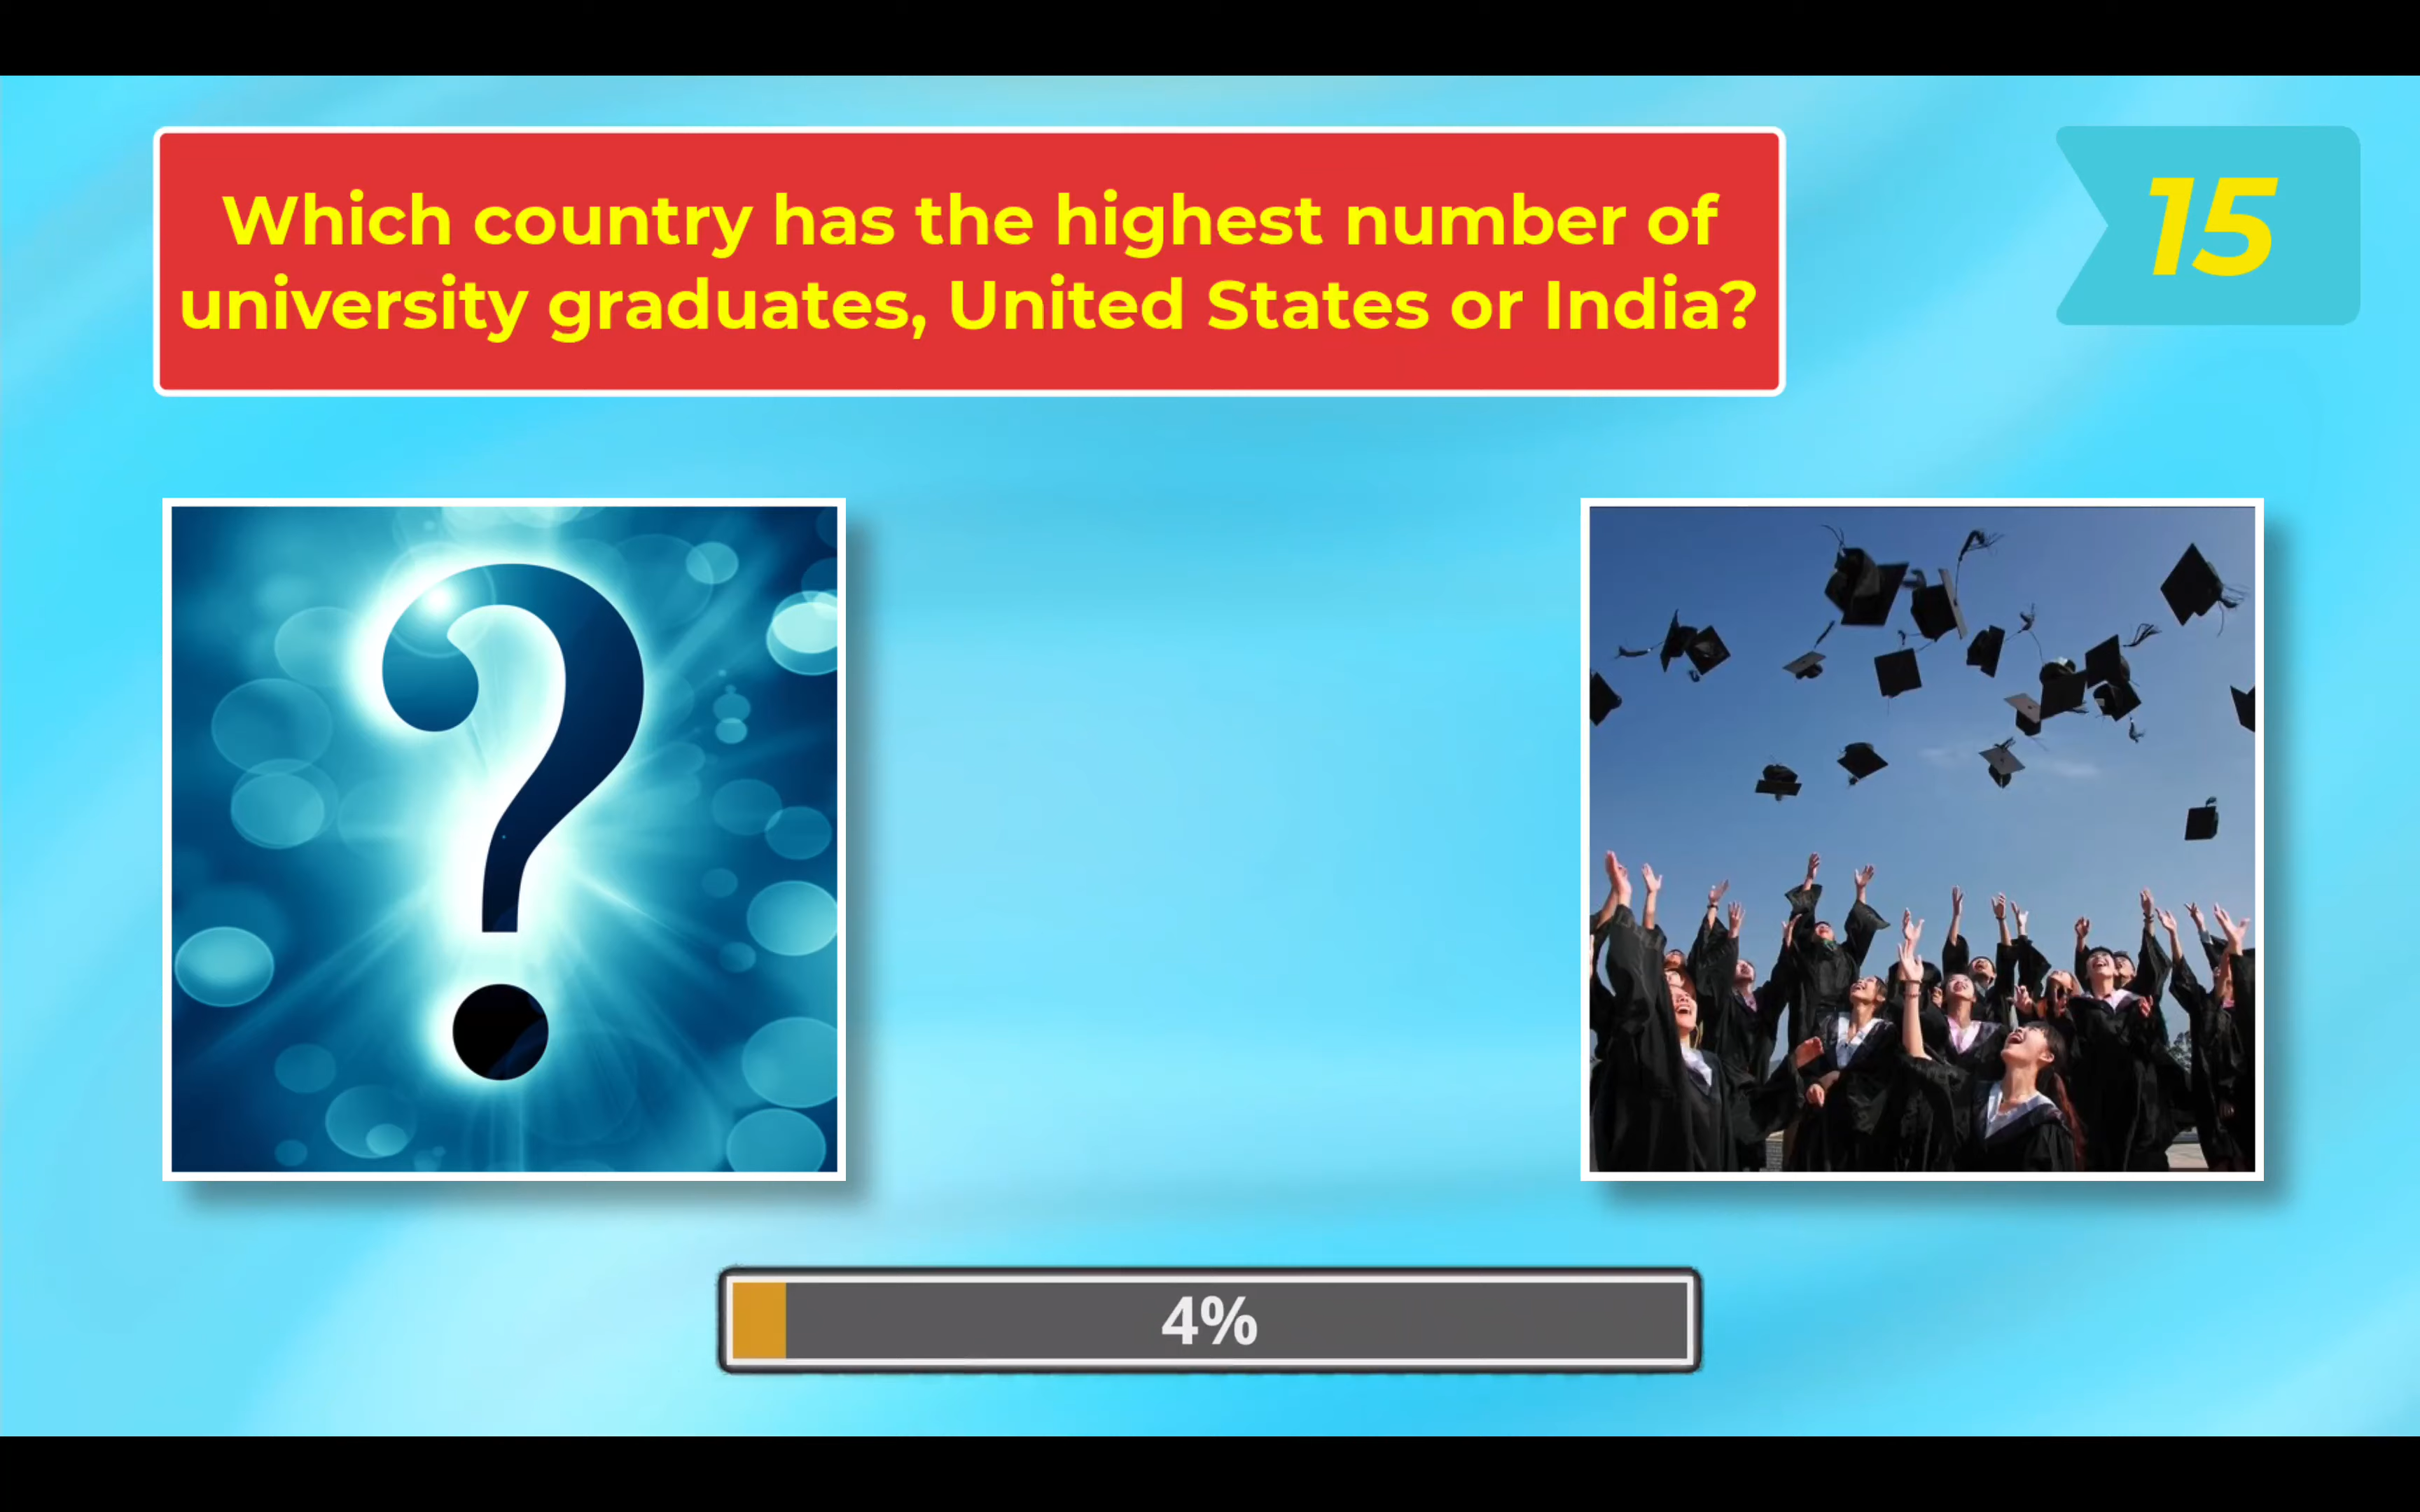 Which country has the highest number of
university graduates, United States or India?
15
4%